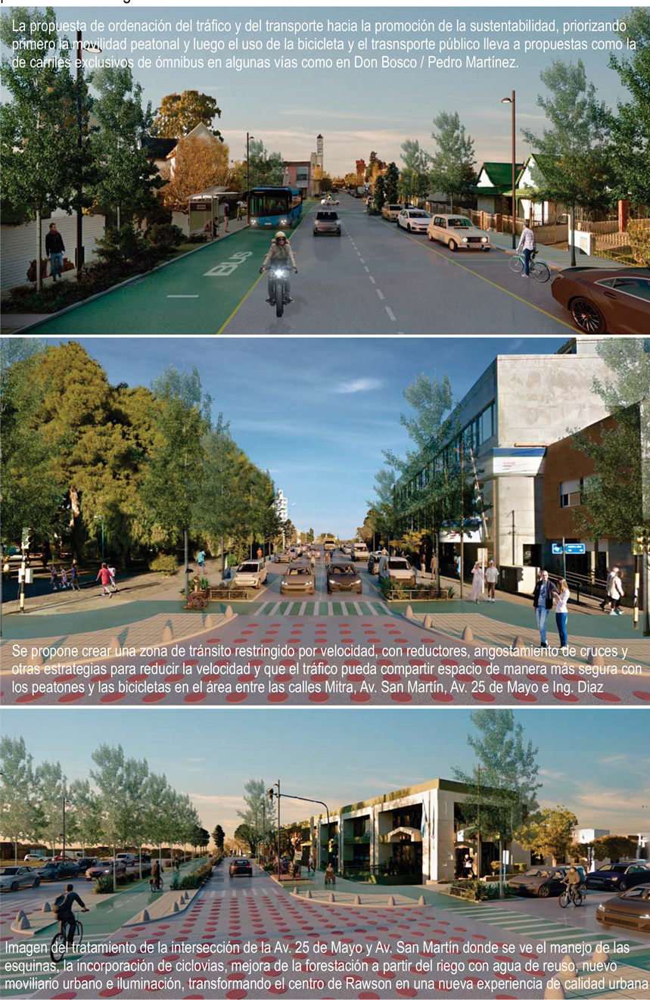 La propuesta de ordenación del tráfico y del transporte hacia la promoción de la sustentabilidad, priorizando
primero la movilidad peatonal y luego el uso de la bicicleta y el trasnsporte público lleva a propuestas como la
de carriles exclusivos de ómnibus en algunas vías como en Don Bosco / Pedro Martínez.
Bus
Se propone crear una zona de tránsito restringido por velocidad, con reductores, angostamiento de cruces y
otras estrategias para reducir la velocidad y que el tráfico pueda compartir espacio de manera más segura con
los peatones y las bicicletas en el área entre las calles Mitra, Av. San Martín, Av. 25 de Mayo e Ing. Diaz
Imagen del tratamiento de la intersección de la Av. 25 de Mayo y Av. San Martín donde se ve el manejo de las
esquinas, la incorporación de ciclovias, mejora de la forestación a partir del riego con agua de reuso, nuevo
moviliario urbano e iluminación, transformando el centro de Rawson en una nueva experiencia de calidad urbana